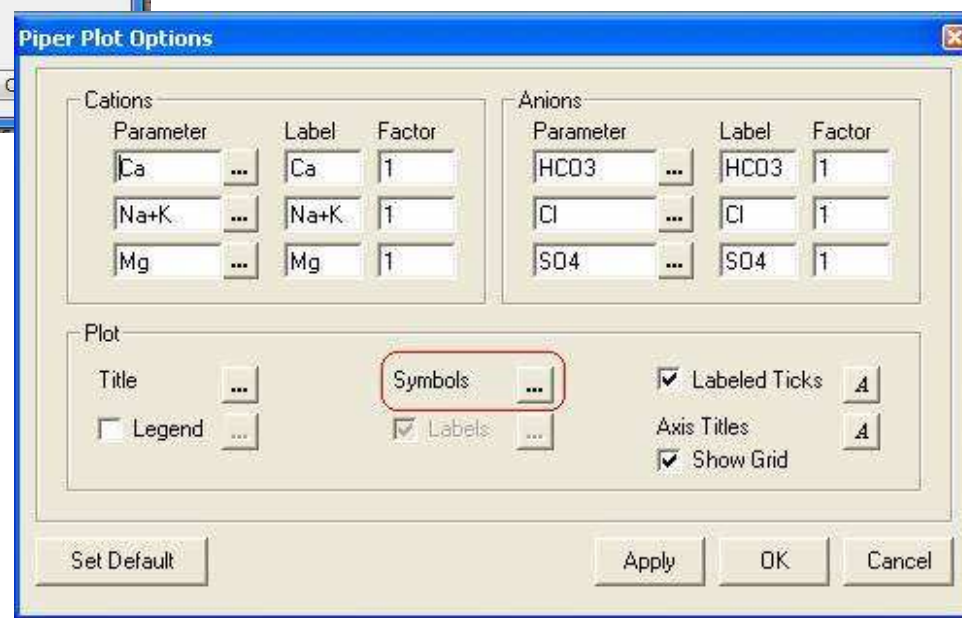 Piper Plot Options
Cations
Parameter Label Factor
Ca ... Ca 1
Na+K ... Na+K 1
Mg ... Mg 1
Anions
Parameter Label Factor
HCO3 ... HCO3 1
Cl ... Cl 1
SO4 ... SO4 1
Plot
Title ... Symbols ... Labeled Ticks A
Legend ... Labels ... Axis Titles A
Show Grid
Set Default Apply OK Cancel